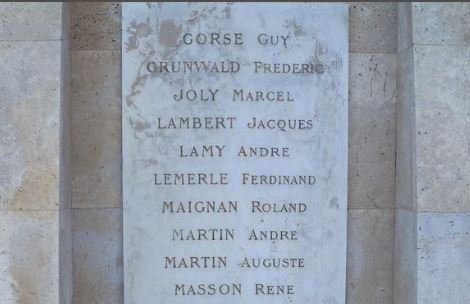 GORSE GUY
GRUNWALD FREDERIC
JOLY MARCEL
LAMBERT JACQUES
LAMY ANDRE
LEMERLE FERDINAND
MAIGNAN ROLAND
MARTIN ANDRE
MARTIN AUGUSTE
MASSON RENE